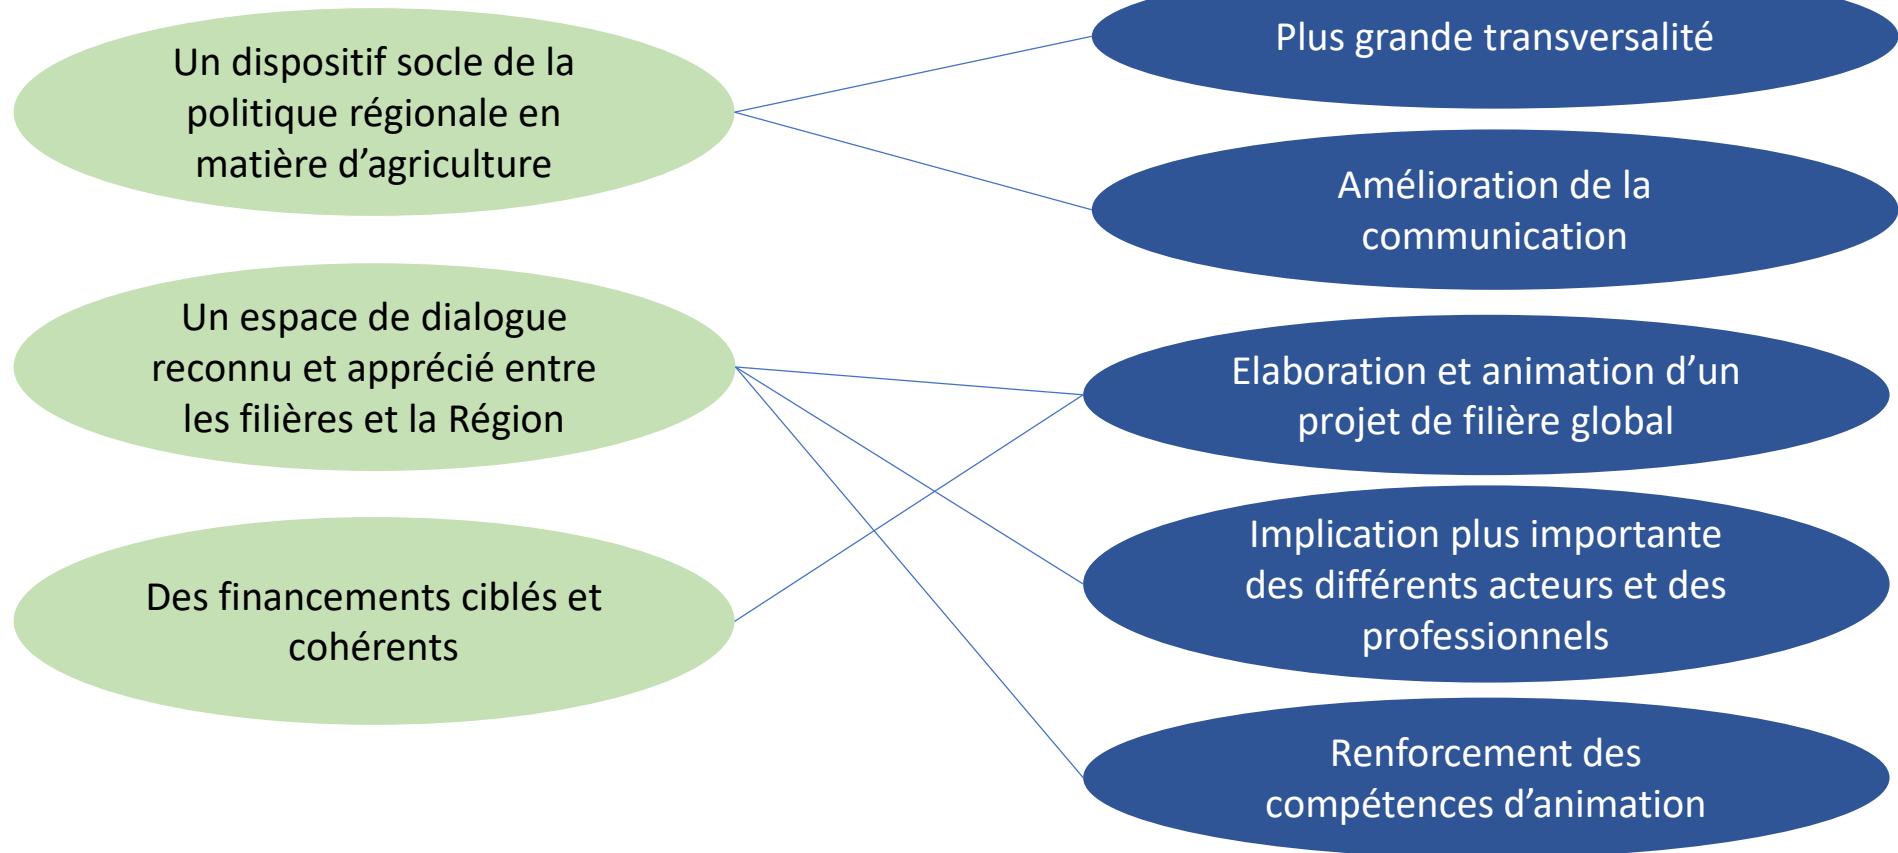 Un dispositif socle de la
politique régionale en
matière d’agriculture
Un espace de dialogue
reconnu et apprécié entre
les filières et la Région
Des financements ciblés et
cohérents
Plus grande transversalité
Amélioration de la
communication
Elaboration et animation d’un
projet de filière global
Implication plus importante
des différents acteurs et des
professionnels
Renforcement des
compétences d’animation